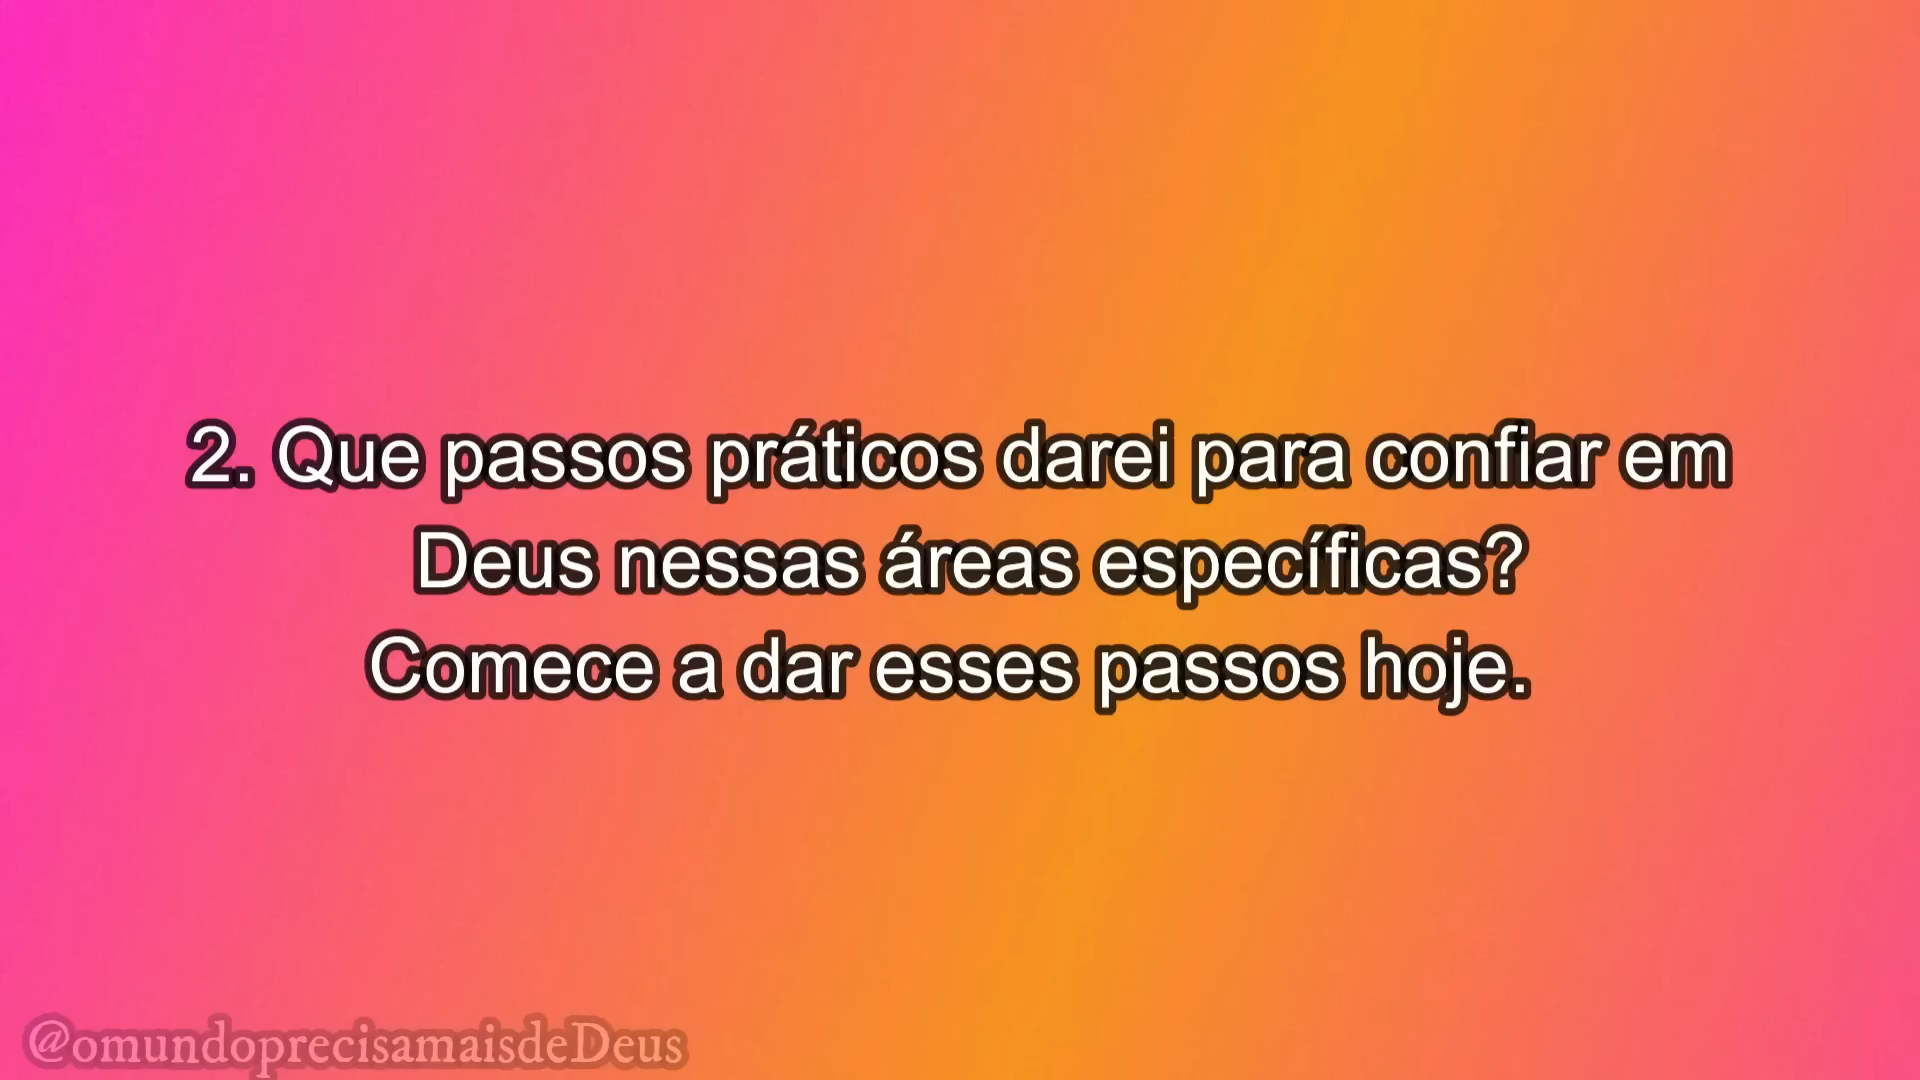 2. Que passos práticos darei para confiar em
Deus nessas áreas específicas?
Comece a dar esses passos hoje.
@omundoprecisamaisdeDeus